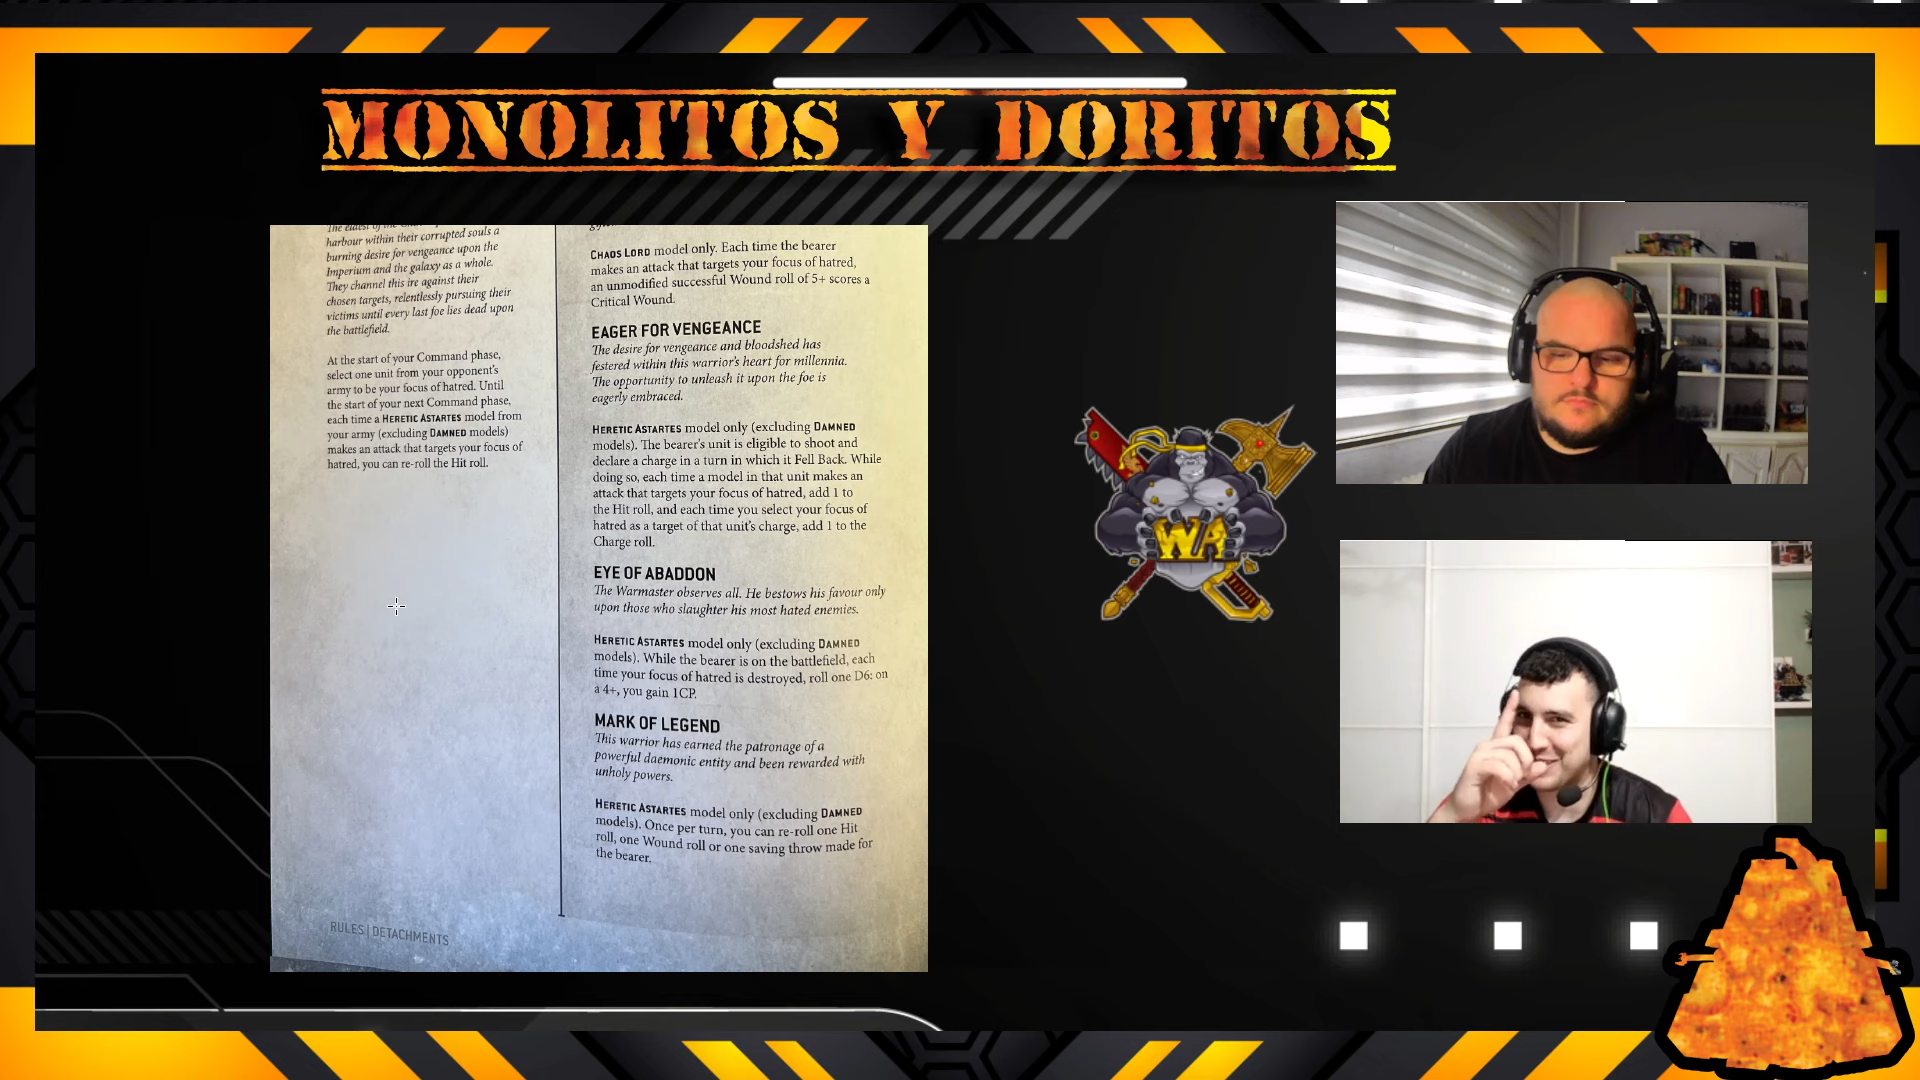 MONOLITOS Y DORITOS
The eldest of the
harbour within their corrupted souls a
burning desire for vengeance upon the
Imperium and the galaxy as a whole.
They channel this ire against their
chosen targets, relentlessly pursuing their
victims until every last foe lies dead upon
the battlefield.
At the start of your Command phase,
select one unit from your opponent's
army to be your focus of hatred. Until
the start of your next Command phase,
each time a HERETIC ASTARTES model from
your army (excluding DAMNED models)
makes an attack that targets your focus of
hatred, you can re-roll the Hit roll.
RULES | DETACHMENTS
CHAOS LORD model only. Each time the bearer
makes an attack that targets your focus of hatred,
an unmodified successful Wound roll of 5+ scores a
Critical Wound.
EAGER FOR VENGEANCE
The desire for vengeance and bloodshed has
festered within this warrior's heart for millennia.
The opportunity to unleash it upon the foe is
eagerly embraced.
HERETIC ASTARTES model only (excluding DAMNED
models). The bearer's unit is eligible to shoot and
declare a charge in a turn in which it Fell Back. While
doing so, each time a model in that unit makes an
attack that targets your focus of hatred, add 1 to
the Hit roll, and each time you select your focus of
hatred as a target of that unit's charge, add 1 to the
Charge roll.
EYE OF ABADDON
The Warmaster observes all. He bestows his favour only
upon those who slaughter his most hated enemies.
HERETIC ASTARTES model only (excluding DAMNED
models). While the bearer is on the battlefield, each
time your focus of hatred is destroyed, roll one D6: on
a 4+, you gain 1CP.
MARK OF LEGEND
This warrior has earned the patronage of a
powerful daemonic entity and been rewarded with
unholy powers.
HERETIC ASTARTES model only (excluding DAMNED
models). Once per turn, you can re-roll one Hit
roll, one Wound roll or one saving throw made for
the bearer.
WA